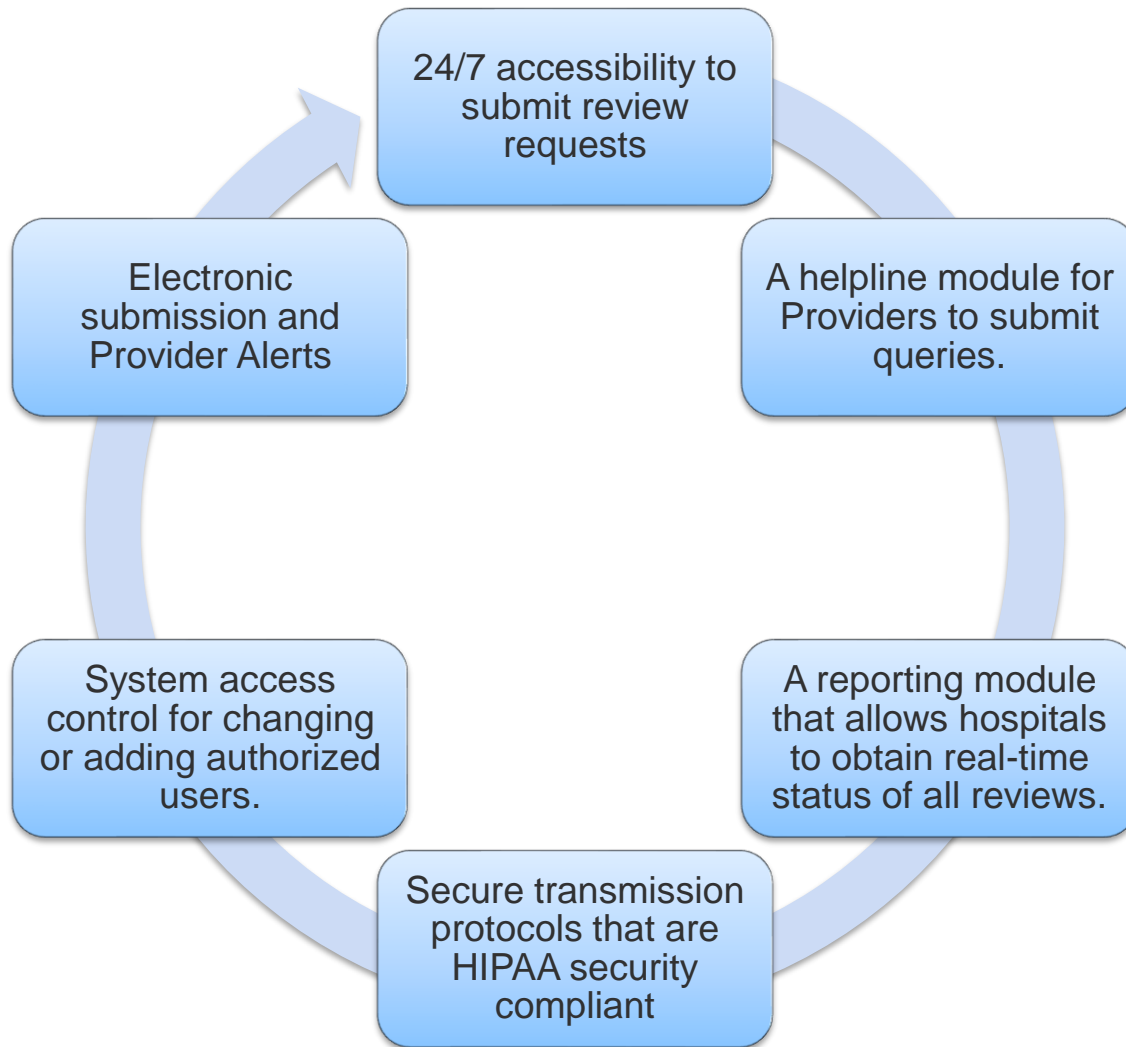 24/7 accessibility to
submit review
requests
A helpline module for
Providers to submit
queries.
A reporting module
that allows hospitals
to obtain real-time
status of all reviews.
Secure transmission
protocols that are
HIPAA security
compliant
System access
control for changing
or adding authorized
users.
Electronic
submission and
Provider Alerts